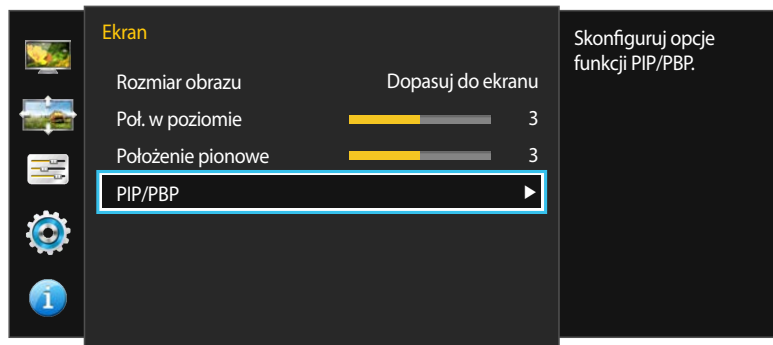 Ekran
Rozmiar obrazu Dopasuj do ekranu
Poł. w poziomie 3
Położenie pionowe 3
PIP/PBP
Skonfiguruj opcje
funkcji PIP/PBP.